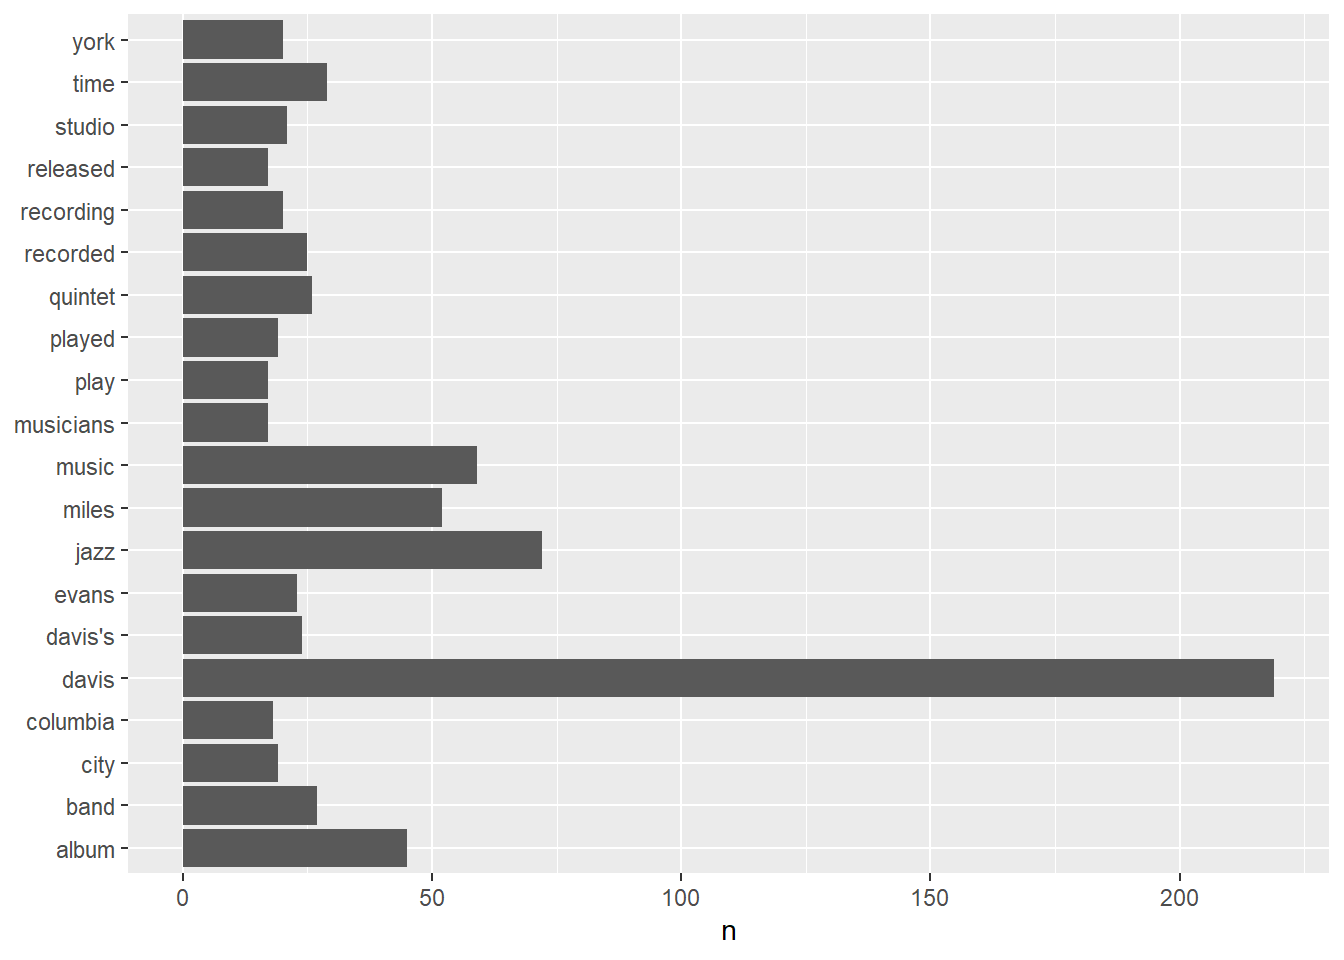 york
time
studio
released
recording
recorded
quintet
played
play
musicians
music
miles
jazz
evans
davis's
davis
columbia
city
band
album
0 50 100 150 200
n